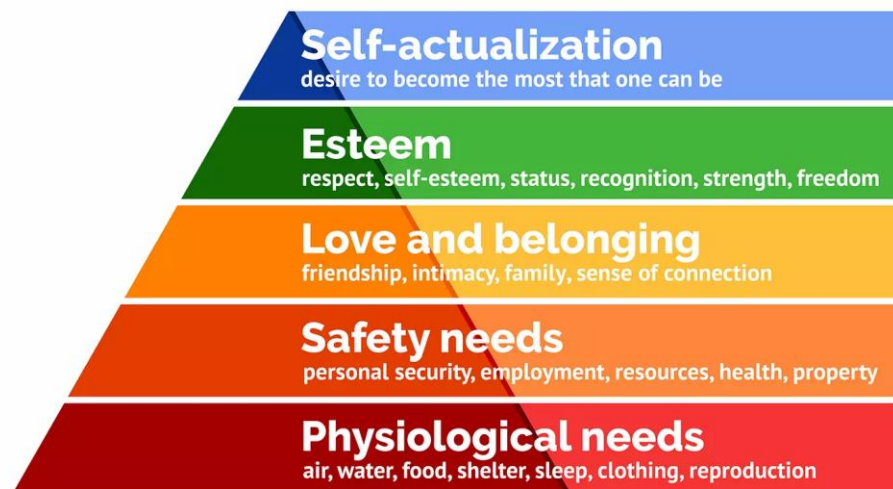 Self-actualization
desire to become the most that one can be
Esteem
respect, self-esteem, status, recognition, strength, freedom
Love and belonging
friendship, intimacy, family, sense of connection
Safety needs
personal security, employment, resources, health, property
Physiological needs
air, water, food, shelter, sleep, clothing, reproduction